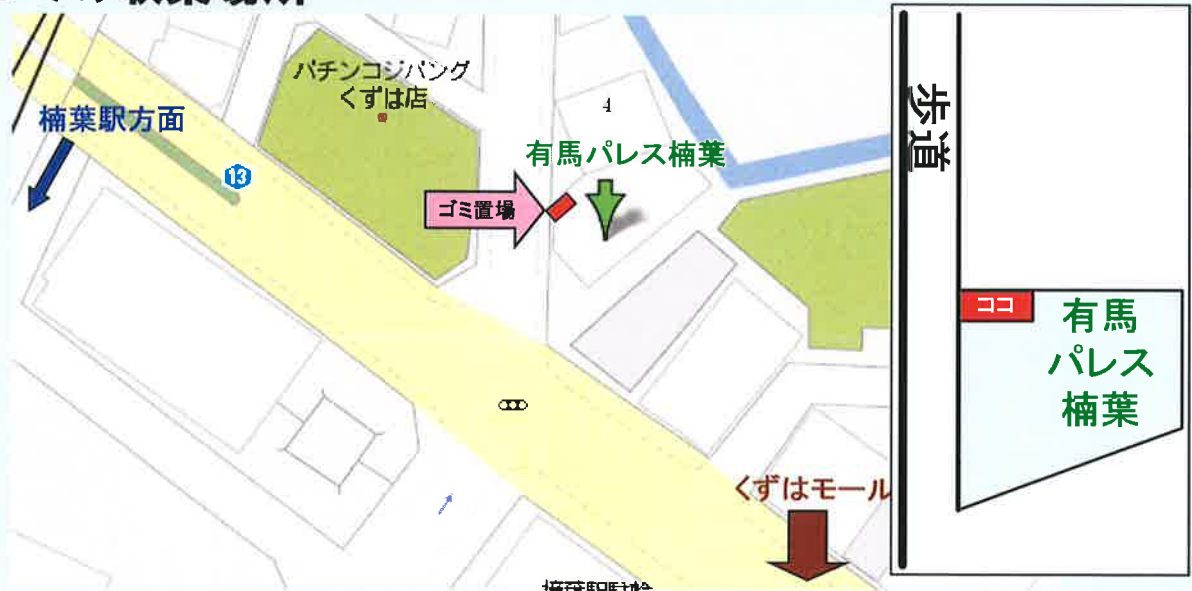 楠葉駅方面
13
パチンコジパング
くずは店
4
有馬パレス楠葉
ゴミ置場
くずはモール
歩道
ココ
有馬
パレス
楠葉